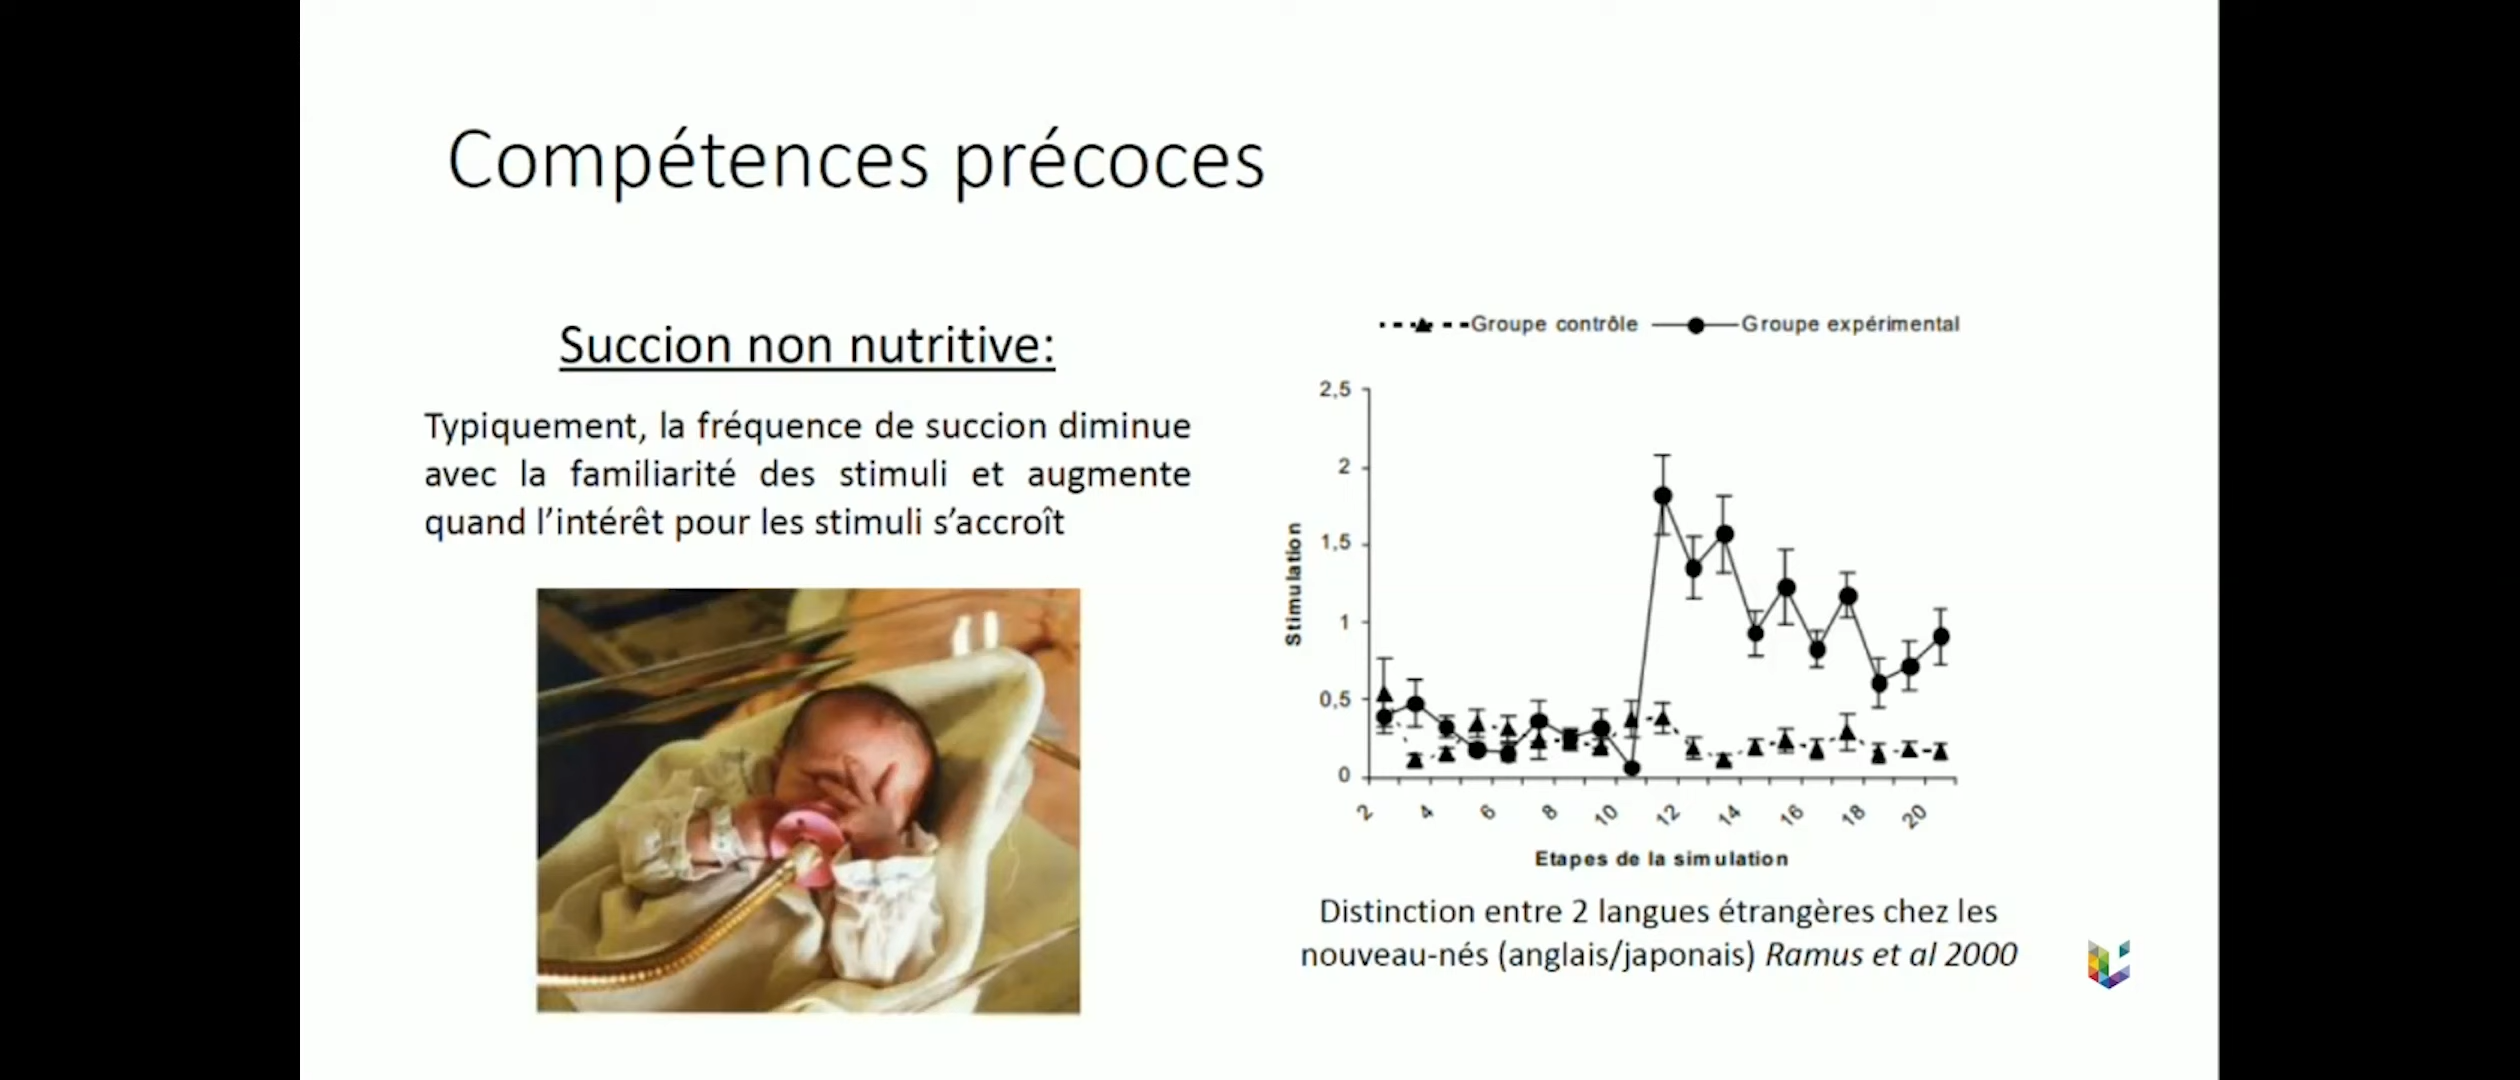 Compétences précoces
Succion non nutritive:
Typiquement, la fréquence de succion diminue
avec la familiarité des stimuli et augmente
quand l'intérêt pour les stimuli s'accroît
Groupe contrôle Groupe expérimental
2,5
2
1,5
1
0,5
0
Stimulation
2 4 6 8 10 12 14 16 18 20
Etapes de la simulation
Distinction entre 2 langues étrangères chez les
nouveau-nés (anglais/japonais) Ramus et al 2000